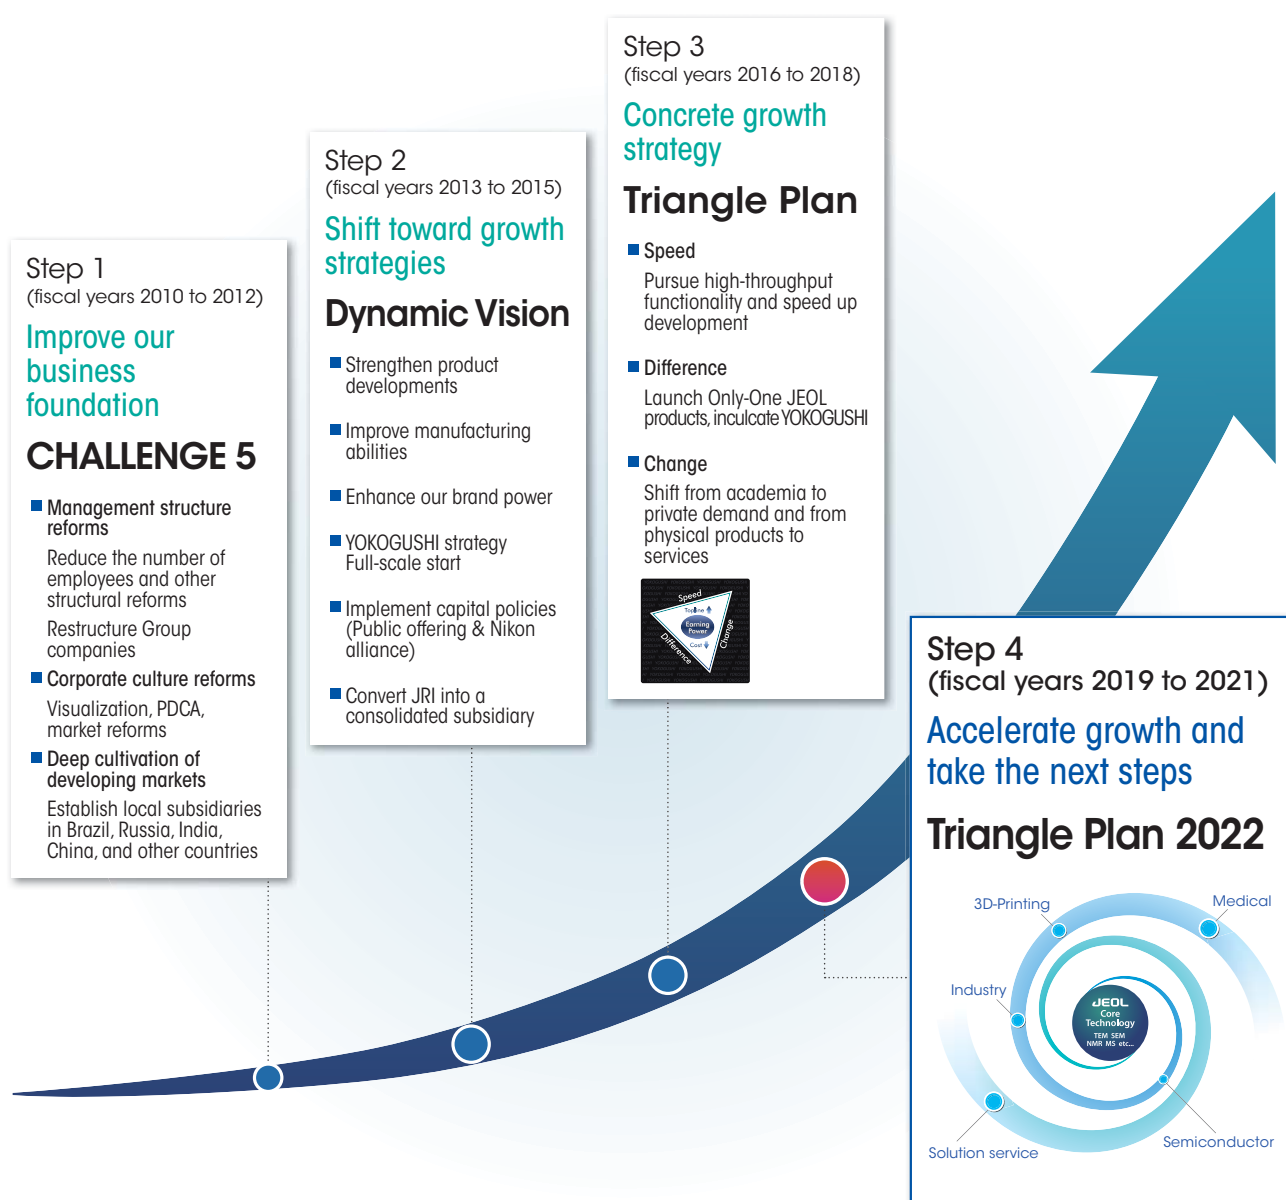 Step 1
(fiscal years 2010 to 2012)
Improve our
business
foundation
CHALLENGE 5
Management structure
reforms
Reduce the number of
employees and other
structural reforms
Restructure Group
companies
Corporate culture reforms
Visualization, PDCA,
market reforms
Deep cultivation of
developing markets
Establish local subsidiaries
in Brazil, Russia, India,
China, and other countries
Step 2
(fiscal years 2013 to 2015)
Shift toward growth
strategies
Dynamic Vision
Strengthen product
developments
Improve manufacturing
abilities
Enhance our brand power
YOKOGUSHI strategy
Full-scale start
Implement capital policies
(Public offering & Nikon
alliance)
Convert JRI into a
consolidated subsidiary
Step 3
(fiscal years 2016 to 2018)
Concrete growth
strategy
Triangle Plan
Speed
Pursue high-throughput
functionality and speed up
development
Difference
Launch Only-One JEOL
products, inculcate YOKOGUSHI
Change
Shift from academia to
private demand and from
physical products to
services
Speed
Topline
Earning
Power
Cost
Difference
Change
Step 4
(fiscal years 2019 to 2021)
Accelerate growth and
take the next steps
Triangle Plan 2022
3D-Printing
Medical
Industry
JEOL
Core
Technology
TEM SEM
NMR MS etc...
Solution service
Semiconductor